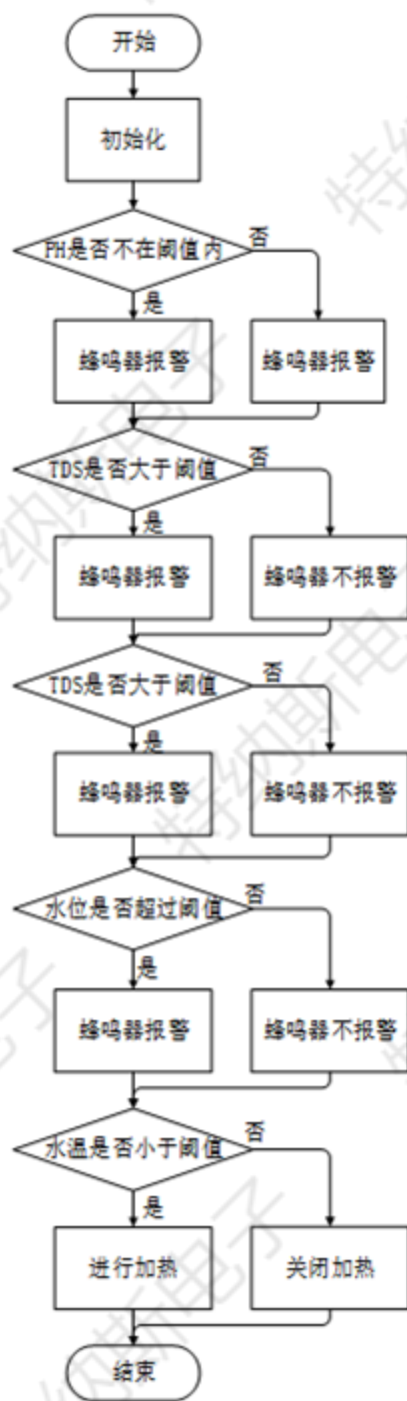 开始
初始化
PH是否不在阈值内
否
是
蜂鸣器报警
蜂鸣器报警
TDS是否大于阈值
否
是
蜂鸣器报警
蜂鸣器不报警
TDS是否大于阈值
否
是
蜂鸣器报警
蜂鸣器不报警
水位是否超过阈值
否
是
蜂鸣器报警
蜂鸣器不报警
水温是否小于阈值
否
是
进行加热
关闭加热
结束
特纳斯电子